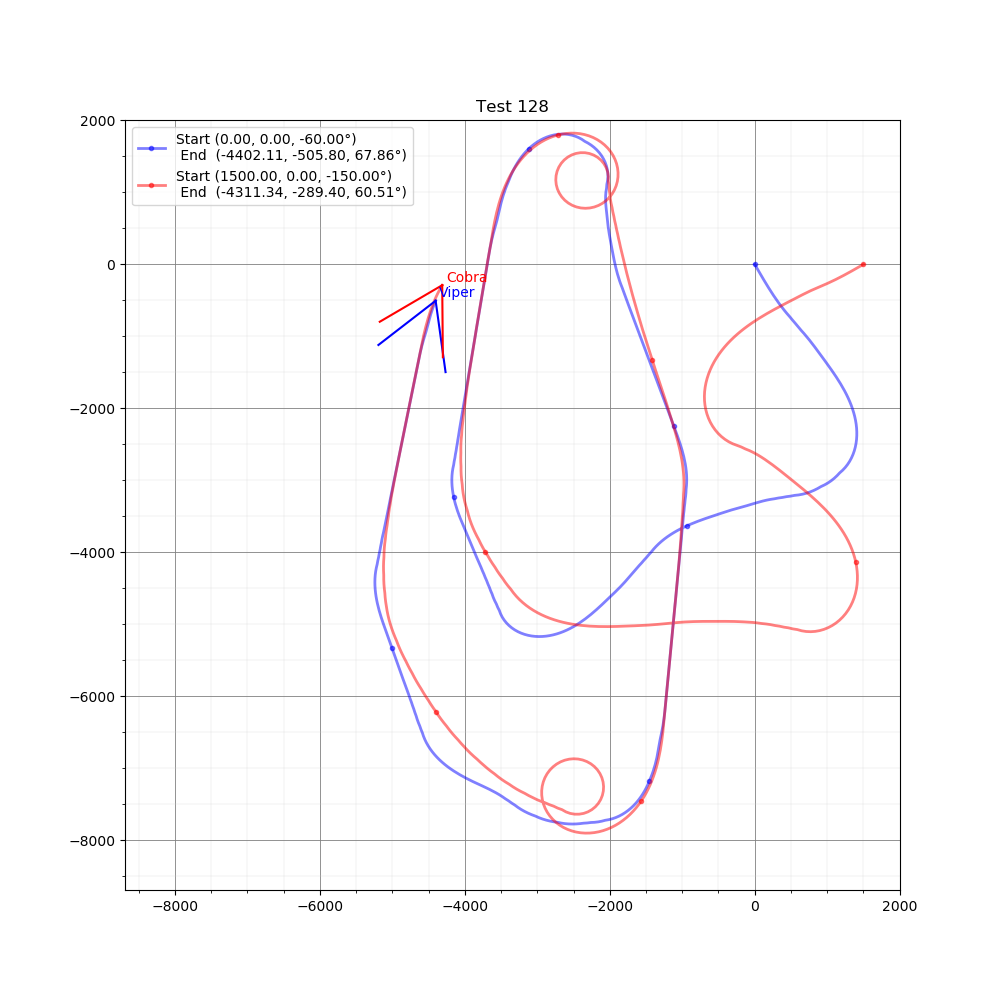 Test 128
Start (0.00, 0.00, -60.00°)
End (-4402.11, -505.80, 67.86°)
Start (1500.00, 0.00, -150.00°)
End (-4311.34, -289.40, 60.51°)
Cobra
Viper
2000
0
−2000
−4000
−6000
−8000
−8000
−6000
−4000
−2000
0
2000